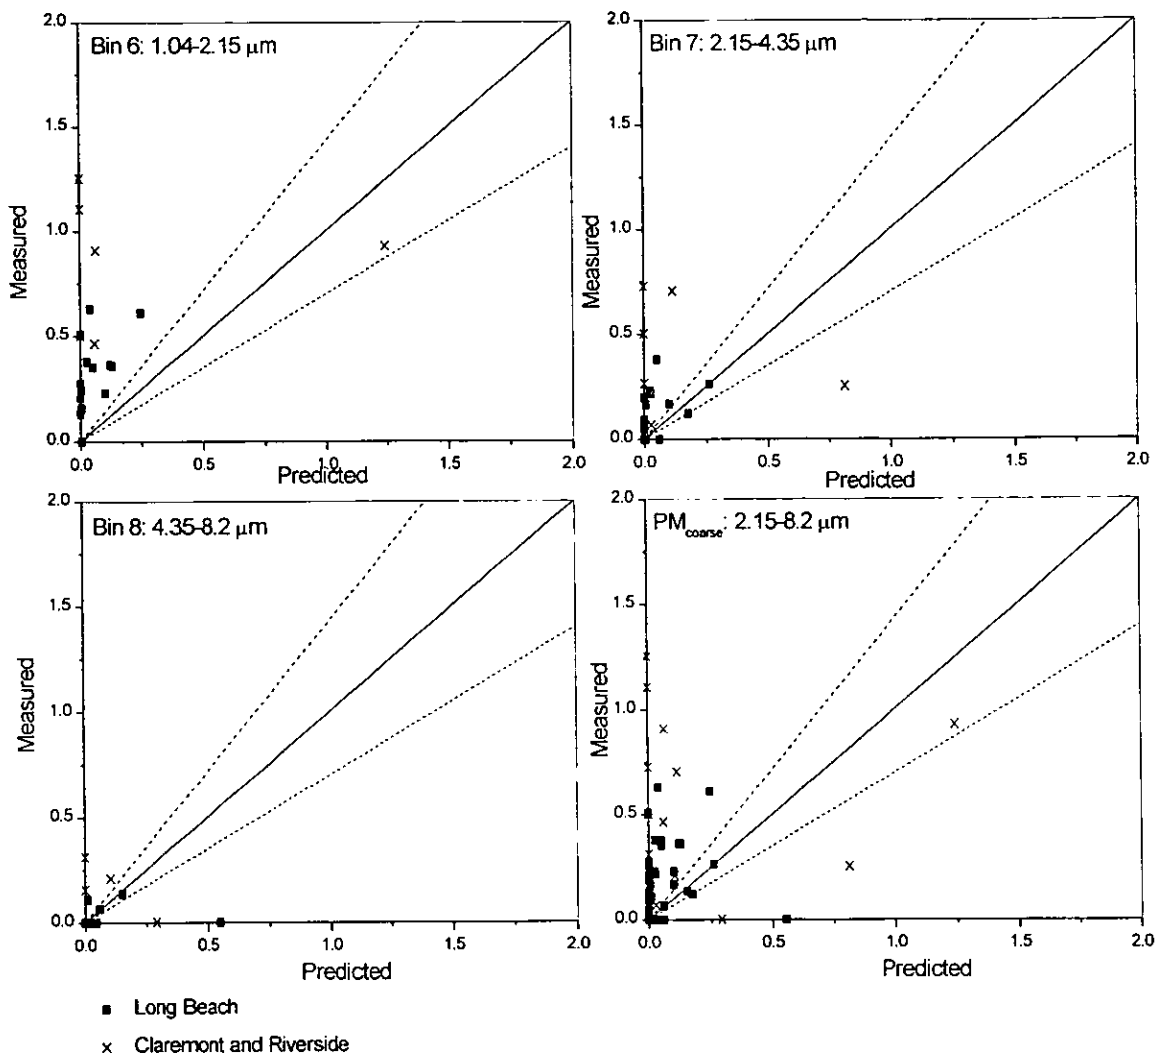 Bin 6: 1.04-2.15 μm
2.0
1.5
1.0
0.5
0.0
Measured
0.0 0.5 1.0 1.5 2.0
Predicted
Bin 7: 2.15-4.35 μm
2.0
1.5
1.0
0.5
0.0
Measured
0.0 0.5 1.0 1.5 2.0
Predicted
Bin 8: 4.35-8.2 μm
2.0
1.5
1.0
0.5
0.0
Measured
0.0 0.5 1.0 1.5 2.0
Predicted
PMcoarse: 2.15-8.2 μm
2.0
1.5
1.0
0.5
0.0
Measured
0.0 0.5 1.0 1.5 2.0
Predicted
Long Beach
Claremont and Riverside